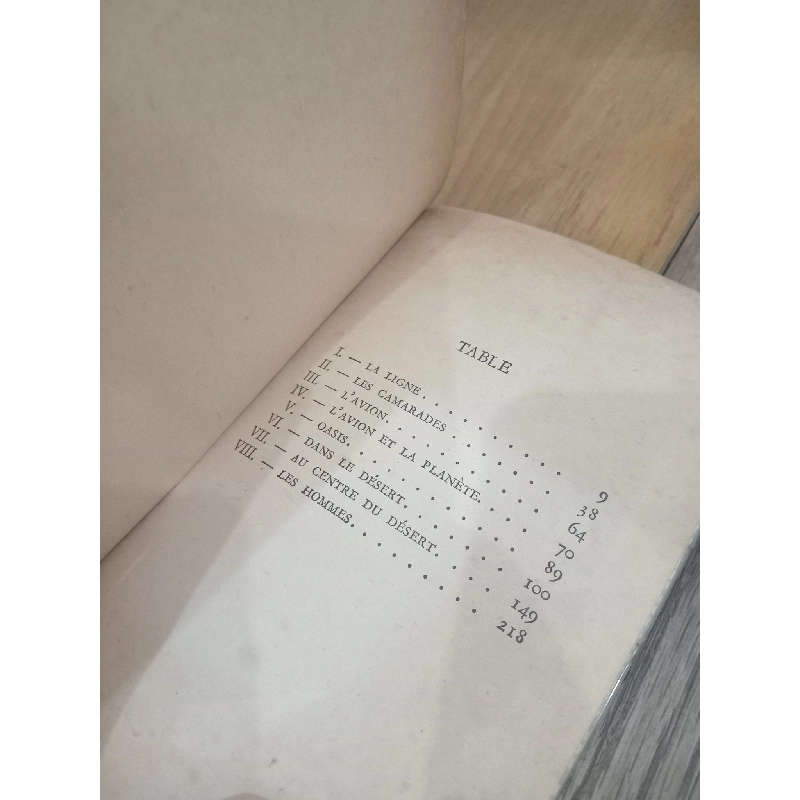 TABLE
I. — LA LIGNE. . . . . . . . . . 9
II. — LES CAMARADES . . . . . . . 38
III. — L'AVION. . . . . . . . . . 64
IV. — L'AVION ET LA PLANÈTE. . . . 70
V. — OASIS. . . . . . . . . . . 89
VI. — DANS LE DÉSERT. . . . . . . 100
VII. — AU CENTRE DU DÉSERT. . . . 149
VIII. — LES HOMMES. . . . . . . . 218